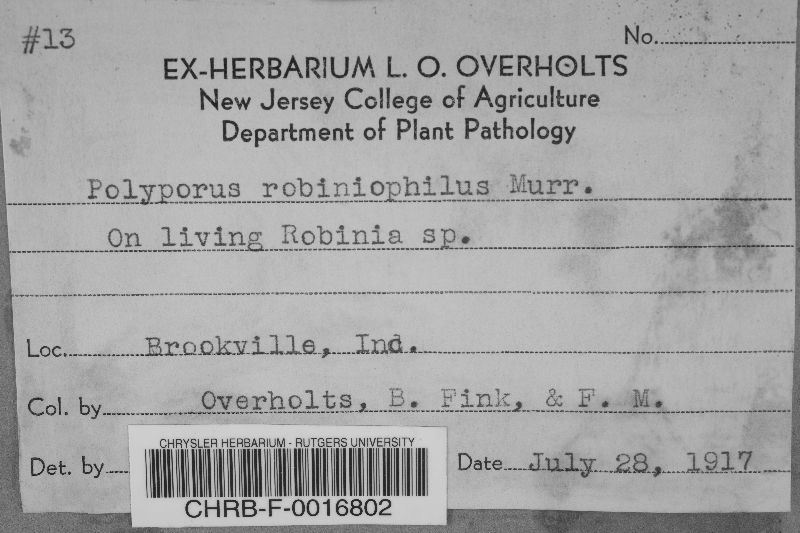 #13
No.
EX-HERBARIUM L. O. OVERHOLTS
New Jersey College of Agriculture
Department of Plant Pathology
Polyporus robiniophilus Murr.
On living Robinia sp.
Loc. Brookville, Ind.
Col. by Overholts, B. Fink, & F. M.
Det. by
Date July 28, 1917
CHRYSLER HERBARIUM - RUTGERS UNIVERSITY
CHRB-F-0016802